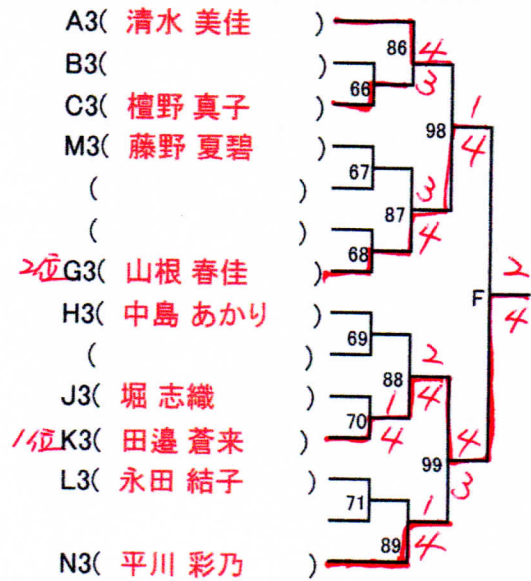 A3( 清水 美佳 )
86 4
B3( ) 3
66
C3( 檀野 真子 )
98 1
4
M3( 藤野 夏碧 )
67
( ) 3
87
( ) 4
68
2位 G3( 山根 春佳 )
F 2
4
H3( 中島 あかり )
69
( ) 2
88 4
J3( 堀 志織 ) 1
70
1位 K3( 田邉 蒼来 ) 4
99 4
3
L3( 永田 結子 )
71 1
89 4
N3( 平川 彩乃 )